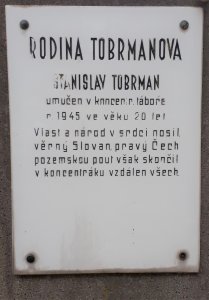 RODINA TOBRMANOVA
STANISLAV TOBRMAN
umučen v koncentr. táboře
r 1945 ve věku 20 let
Vlast a národ v srdci nosil,
věrný Slovan, pravý Čech
pozemskou pouť však skončil
v koncentráku vzdálen všech.